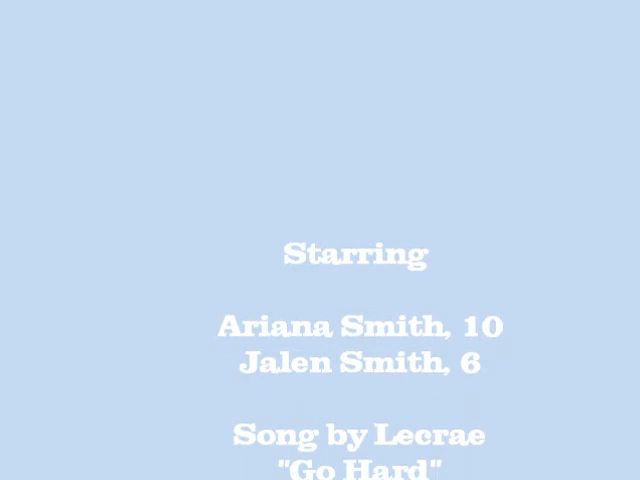 Starring
Ariana Smith, 10
Jalen Smith, 6
Song by Lecrae
"Go Hard"